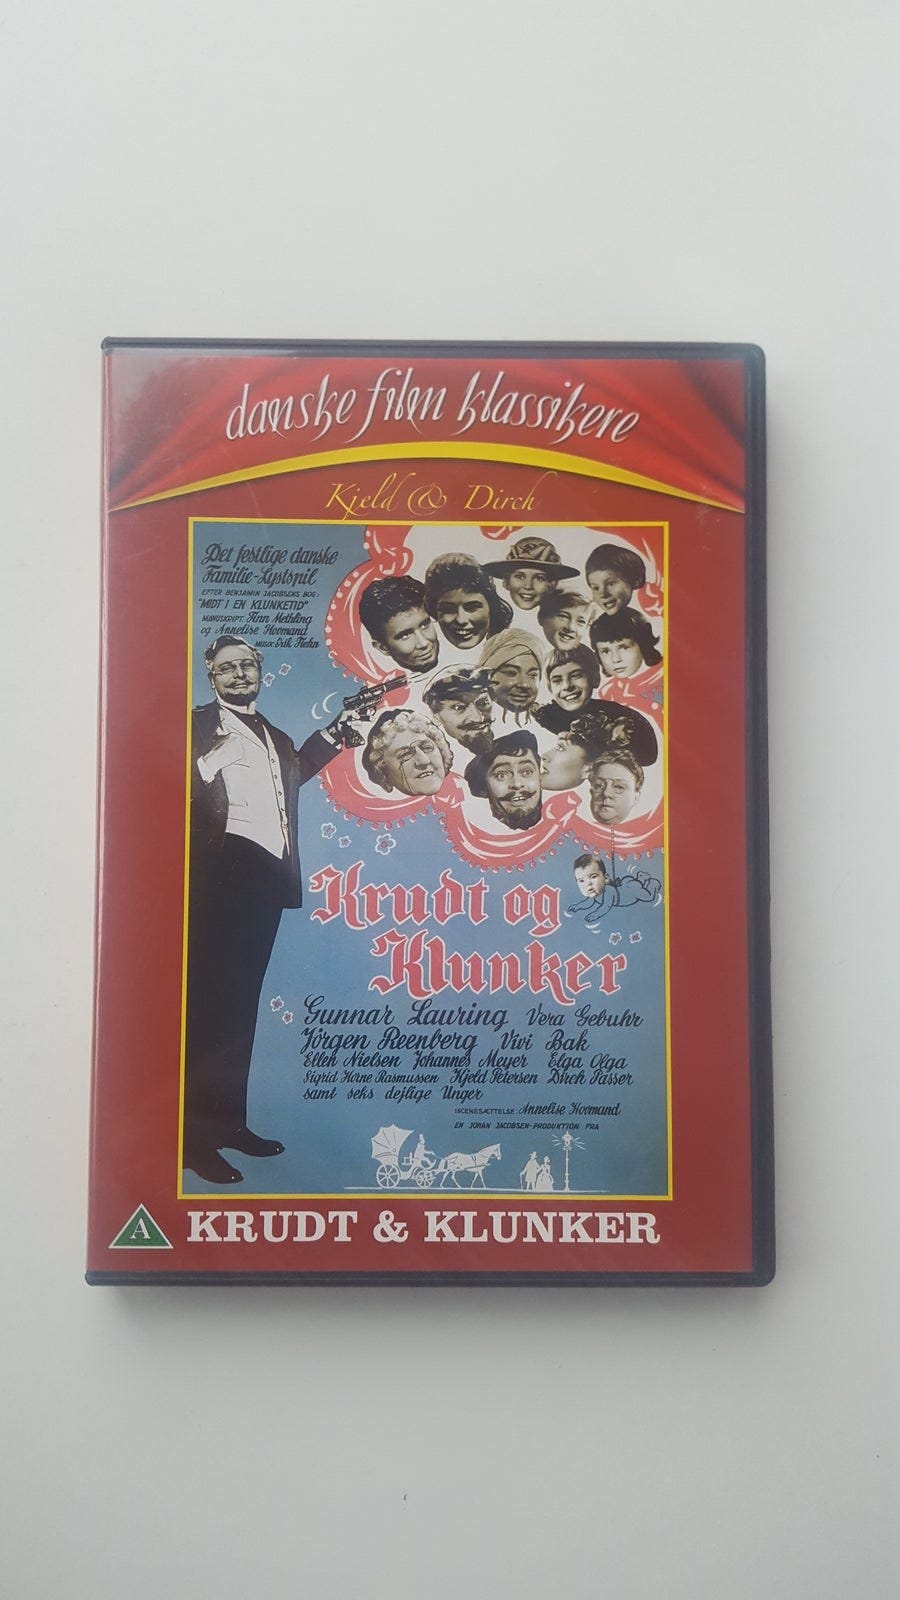 danske film klassikere
Kjeld & Dirch
Det festlige danske
Familie-Lystspil
EFTER BENJAMIN JACOBSENS BOG:
"MIDT I EN KLUNKETID"
MANUSKRIPT: Finn Methling
og Annelise Hovmand
MUSIK: Erik Fiehn
Krudt og
Klunker
Gunnar Lauring Vera Gebuhr
Jörgen Reenberg Vivi Bak
Ellen Nielsen Johannes Meyer Elga Olga
Sigrid Horne Rasmussen Kjeld Petersen Dirch Passer
samt seks dejlige Unger
ISCENESÆTTELSE: Annelise Hovmand
EN JOHAN JACOBSEN-PRODUKTION FRA
A KRUDT & KLUNKER